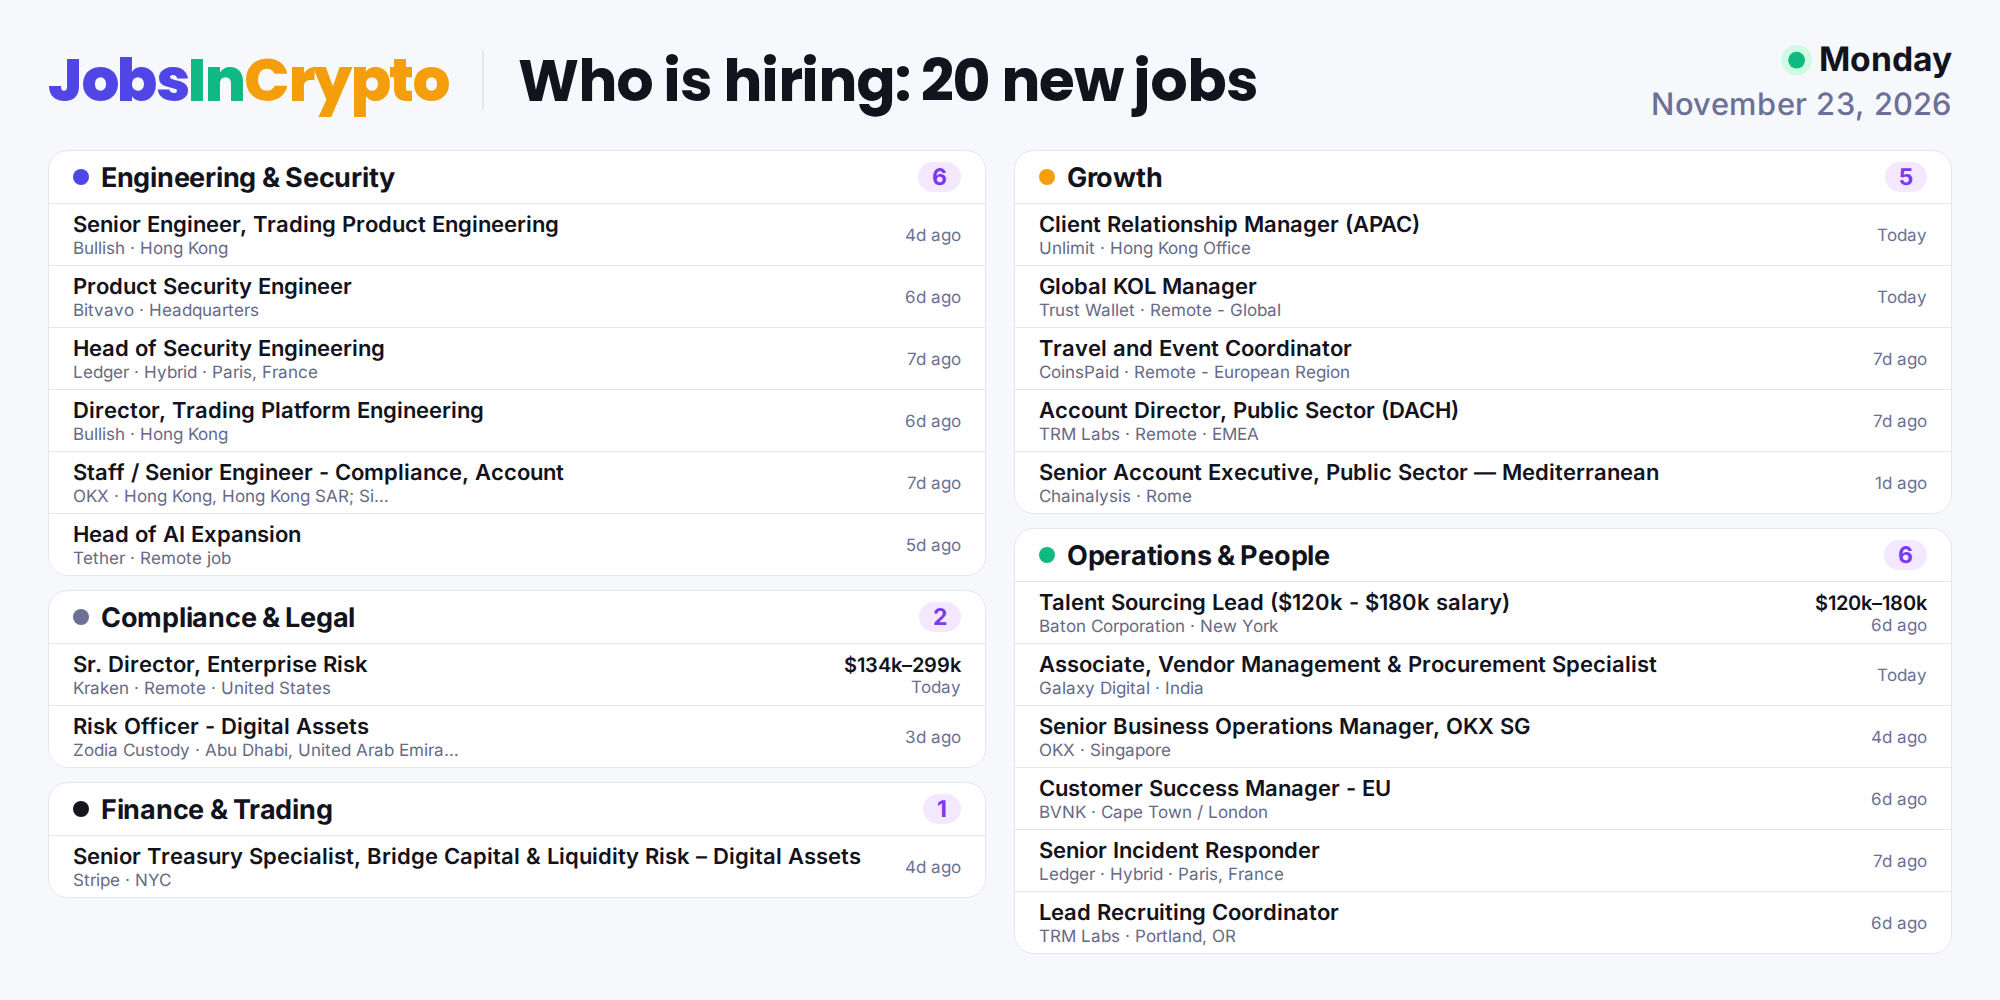 JobsInCrypto
Who is hiring: 20 new jobs
Monday
November 23, 2026
Engineering & Security 6
Senior Engineer, Trading Product Engineering
Bullish · Hong Kong
4d ago
Product Security Engineer
Bitvavo · Headquarters
6d ago
Head of Security Engineering
Ledger · Hybrid · Paris, France
7d ago
Director, Trading Platform Engineering
Bullish · Hong Kong
6d ago
Staff / Senior Engineer - Compliance, Account
OKX · Hong Kong, Hong Kong SAR; Si...
7d ago
Head of AI Expansion
Tether · Remote job
5d ago
Compliance & Legal 2
Sr. Director, Enterprise Risk
Kraken · Remote · United States
$134k–299k
Today
Risk Officer - Digital Assets
Zodia Custody · Abu Dhabi, United Arab Emira...
3d ago
Finance & Trading 1
Senior Treasury Specialist, Bridge Capital & Liquidity Risk – Digital Assets
Stripe · NYC
4d ago
Growth 5
Client Relationship Manager (APAC)
Unlimit · Hong Kong Office
Today
Global KOL Manager
Trust Wallet · Remote - Global
Today
Travel and Event Coordinator
CoinsPaid · Remote - European Region
7d ago
Account Director, Public Sector (DACH)
TRM Labs · Remote · EMEA
7d ago
Senior Account Executive, Public Sector — Mediterranean
Chainalysis · Rome
1d ago
Operations & People 6
Talent Sourcing Lead ($120k - $180k salary)
Baton Corporation · New York
$120k–180k
6d ago
Associate, Vendor Management & Procurement Specialist
Galaxy Digital · India
Today
Senior Business Operations Manager, OKX SG
OKX · Singapore
4d ago
Customer Success Manager - EU
BVNK · Cape Town / London
6d ago
Senior Incident Responder
Ledger · Hybrid · Paris, France
7d ago
Lead Recruiting Coordinator
TRM Labs · Portland, OR
6d ago